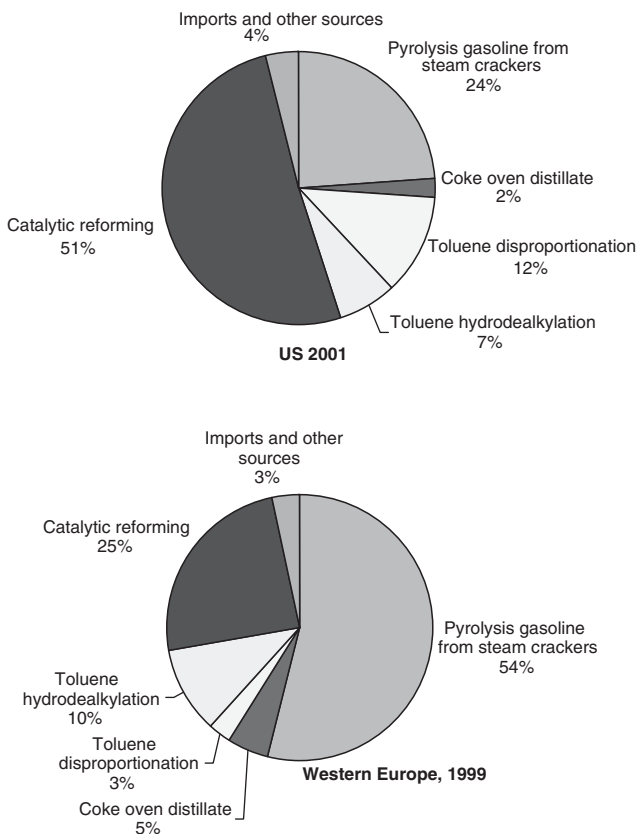 Imports and other sources
4%
Pyrolysis gasoline from
steam crackers
24%
Coke oven distillate
2%
Toluene disproportionation
12%
Toluene hydrodealkylation
7%
Catalytic reforming
51%
US 2001
Imports and other
sources
3%
Catalytic reforming
25%
Pyrolysis gasoline
from steam crackers
54%
Toluene
hydrodealkylation
10%
Toluene
disproportionation
3%
Coke oven distillate
5%
Western Europe, 1999